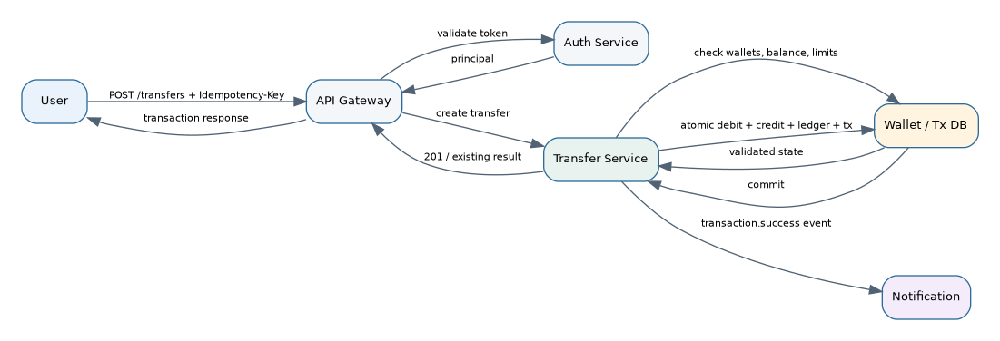 validate token
Auth Service
principal
check wallets, balance, limits
User
POST /transfers + Idempotency-Key
API Gateway
transaction response
create transfer
atomic debit + credit + ledger + tx
Wallet / Tx DB
validated state
Transfer Service
201 / existing result
commit
transaction.success event
Notification